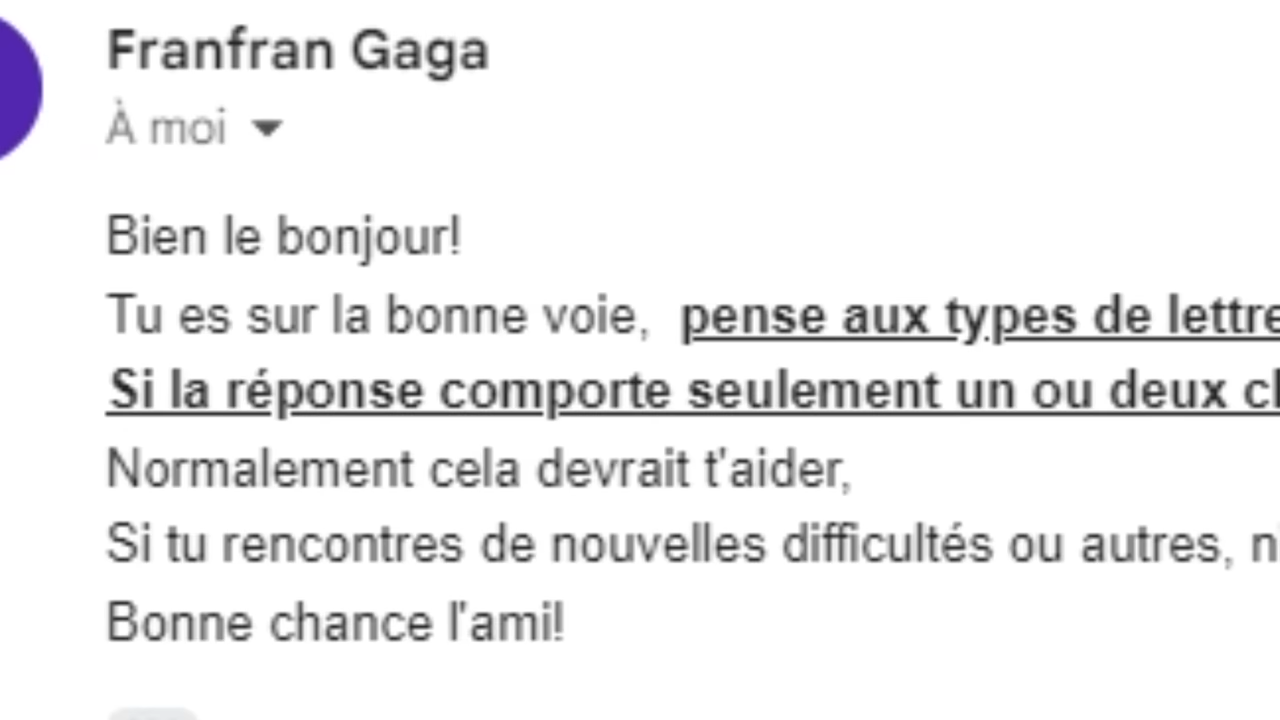 Franfran Gaga
À moi
Bien le bonjour!
Tu es sur la bonne voie, pense aux types de lettre
Si la réponse comporte seulement un ou deux
Normalement cela devrait t'aider,
Si tu rencontres de nouvelles difficultés ou autres,
Bonne chance l'ami!